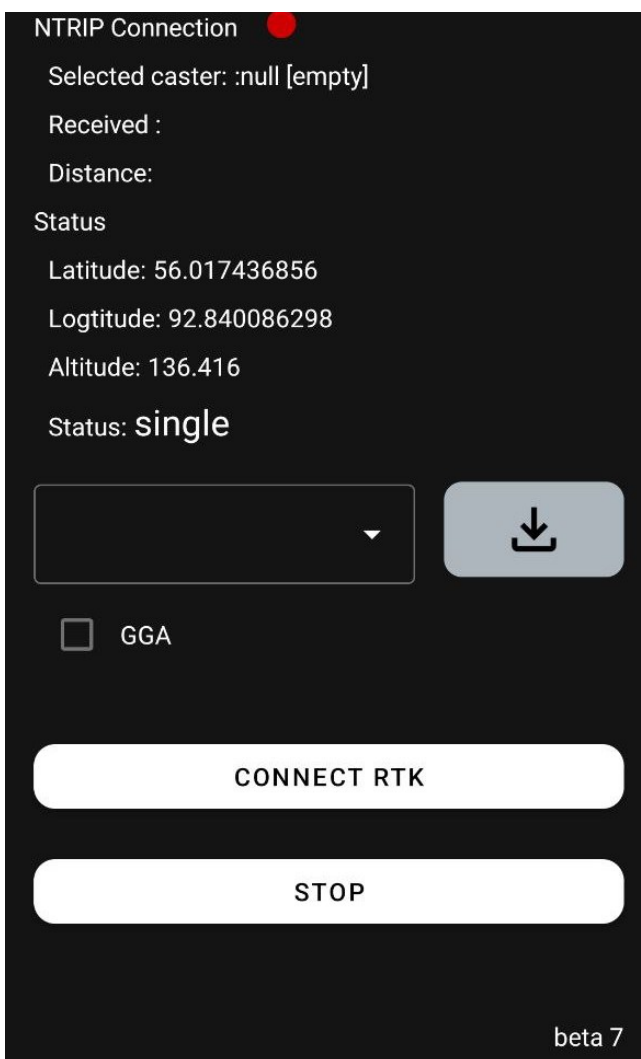 NTRIP Connection
Selected caster: :null [empty]
Received :
Distance:
Status
Latitude: 56.017436856
Logtitude: 92.840086298
Altitude: 136.416
Status: single
GGA
CONNECT RTK
STOP
beta 7